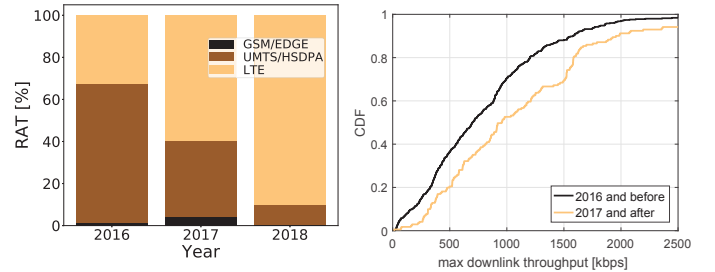 RAT [%]
100
80
60
40
20
0
GSM/EDGE
UMTS/HSDPA
LTE
2016 2017 2018
Year
CDF
1
0.8
0.6
0.4
0.2
0
2016 and before
2017 and after
0 500 1000 1500 2000 2500
max downlink throughput [kbps]